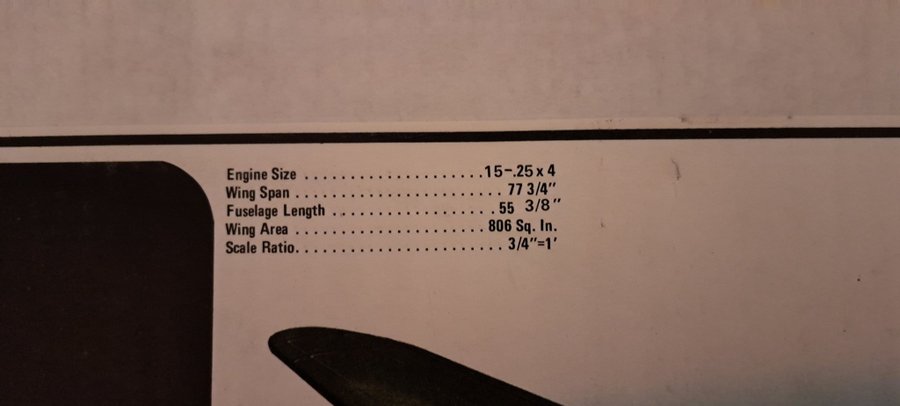 Engine Size ......................15-.25 x 4
Wing Span ....................... 77 3/4"
Fuselage Length .................... 55 3/8"
Wing Area ....................... 806 Sq. In.
Scale Ratio.......................... 3/4"=1'